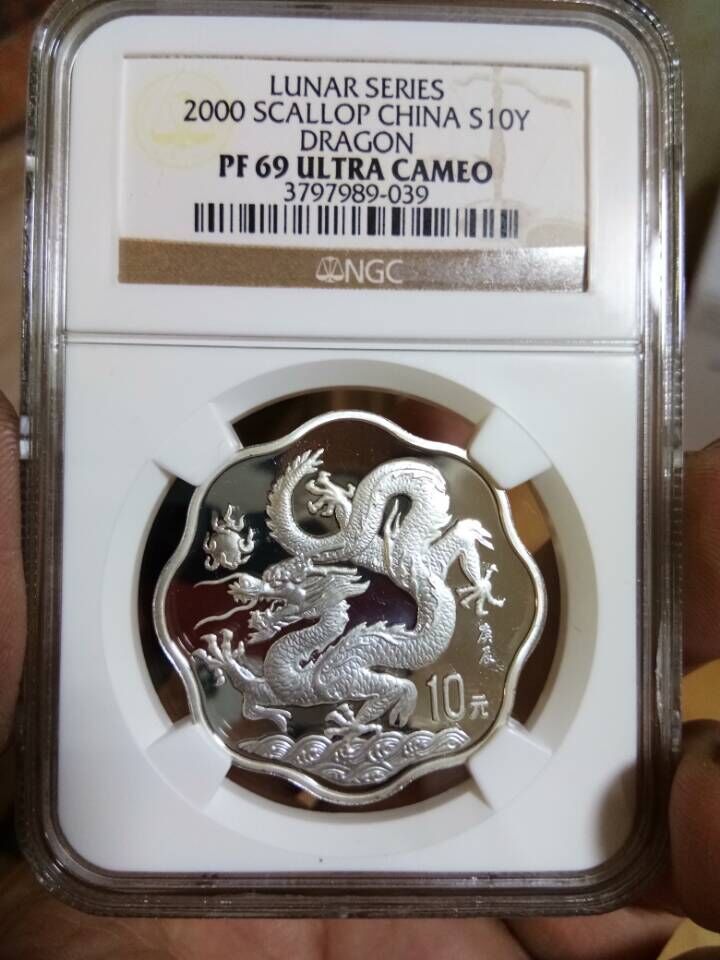 LUNAR SERIES
2000 SCALLOP CHINA S10Y
DRAGON
PF 69 ULTRA CAMEO
3797989-039
NGC
庚辰
10元